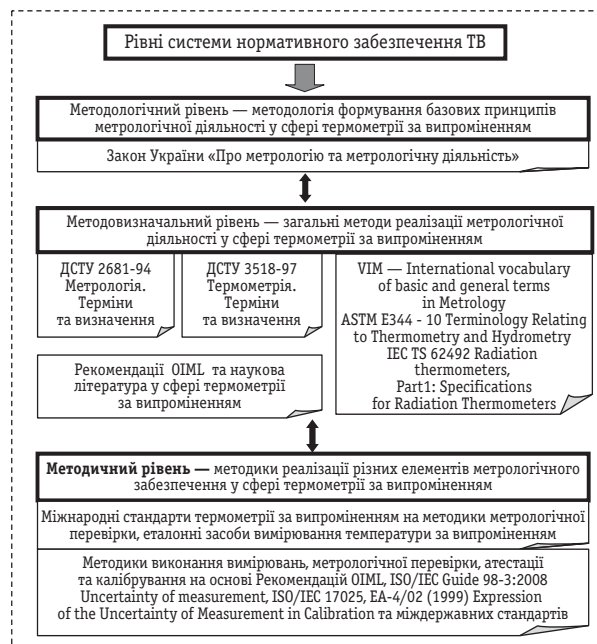 Рівні системи нормативного забезпечення ТВ
Методологічний рівень — методологія формування базових принципів
метрологічної діяльності у сфері термометрії за випроміненням
Закон України «Про метрологію та метрологічну діяльність»
Методовизначальний рівень — загальні методи реалізації метрологічної
діяльності у сфері термометрії за випроміненням
ДСТУ 2681-94
Метрологія.
Терміни
та визначення
ДСТУ 3518-97
Термометрія.
Терміни
та визначення
VIM — International vocabulary
of basic and general terms
in Metrology
ASTM E344 - 10 Terminology Relating
to Thermometry and Hydrometry
IEC TS 62492 Radiation
thermometers,
Part1: Specifications
for Radiation Thermometers
Рекомендації OIML та наукова
література у сфері термометрії
за випроміненням
Методичний рівень — методики реалізації різних елементів метрологічного
забезпечення у сфері термометрії за випроміненням
Міжнародні стандарти термометрії за випроміненням на методики метрологічної
перевірки, еталонні засоби вимірювання температури за випроміненням
Методики виконання вимірювань, метрологічної перевірки, атестації
та калібрування на основі Рекомендацій OIML, ISO/IEC Guide 98-3:2008
Uncertainty of measurement, ISO/IEC 17025, EA-4/02 (1999) Expression
of the Uncertainty of Measurement in Calibration та міждержавних стандартів